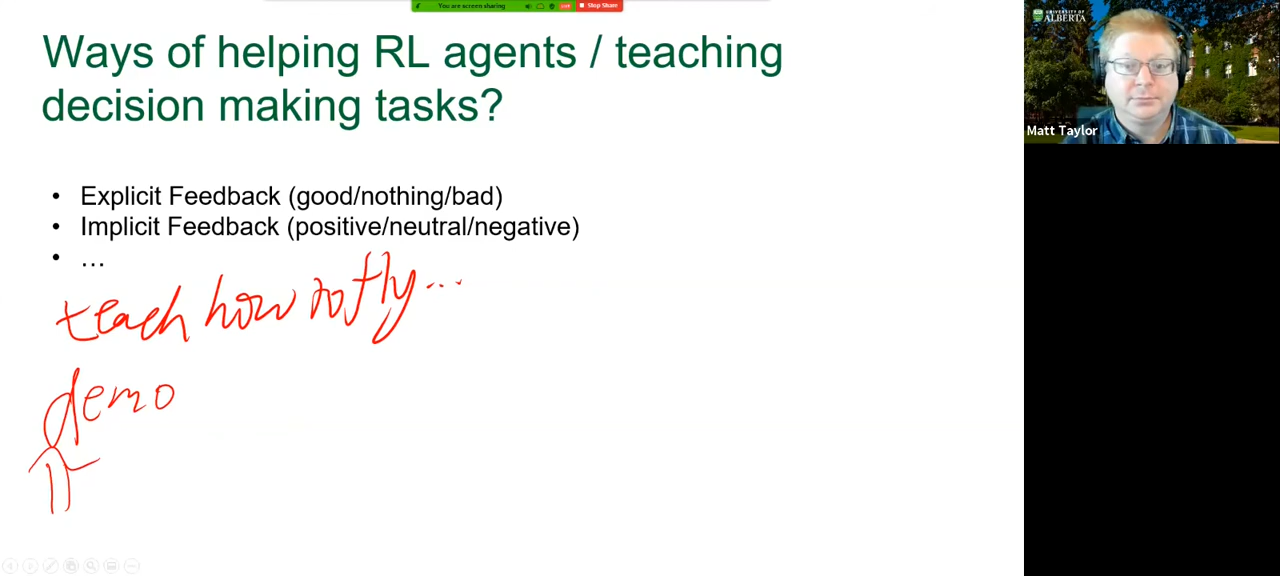 You are screen sharing
Stop Share
Ways of helping RL agents / teaching
decision making tasks?
• Explicit Feedback (good/nothing/bad)
• Implicit Feedback (positive/neutral/negative)
• …
teach how to fly...
demo
π
UNIVERSITY OF
ALBERTA
Matt Taylor